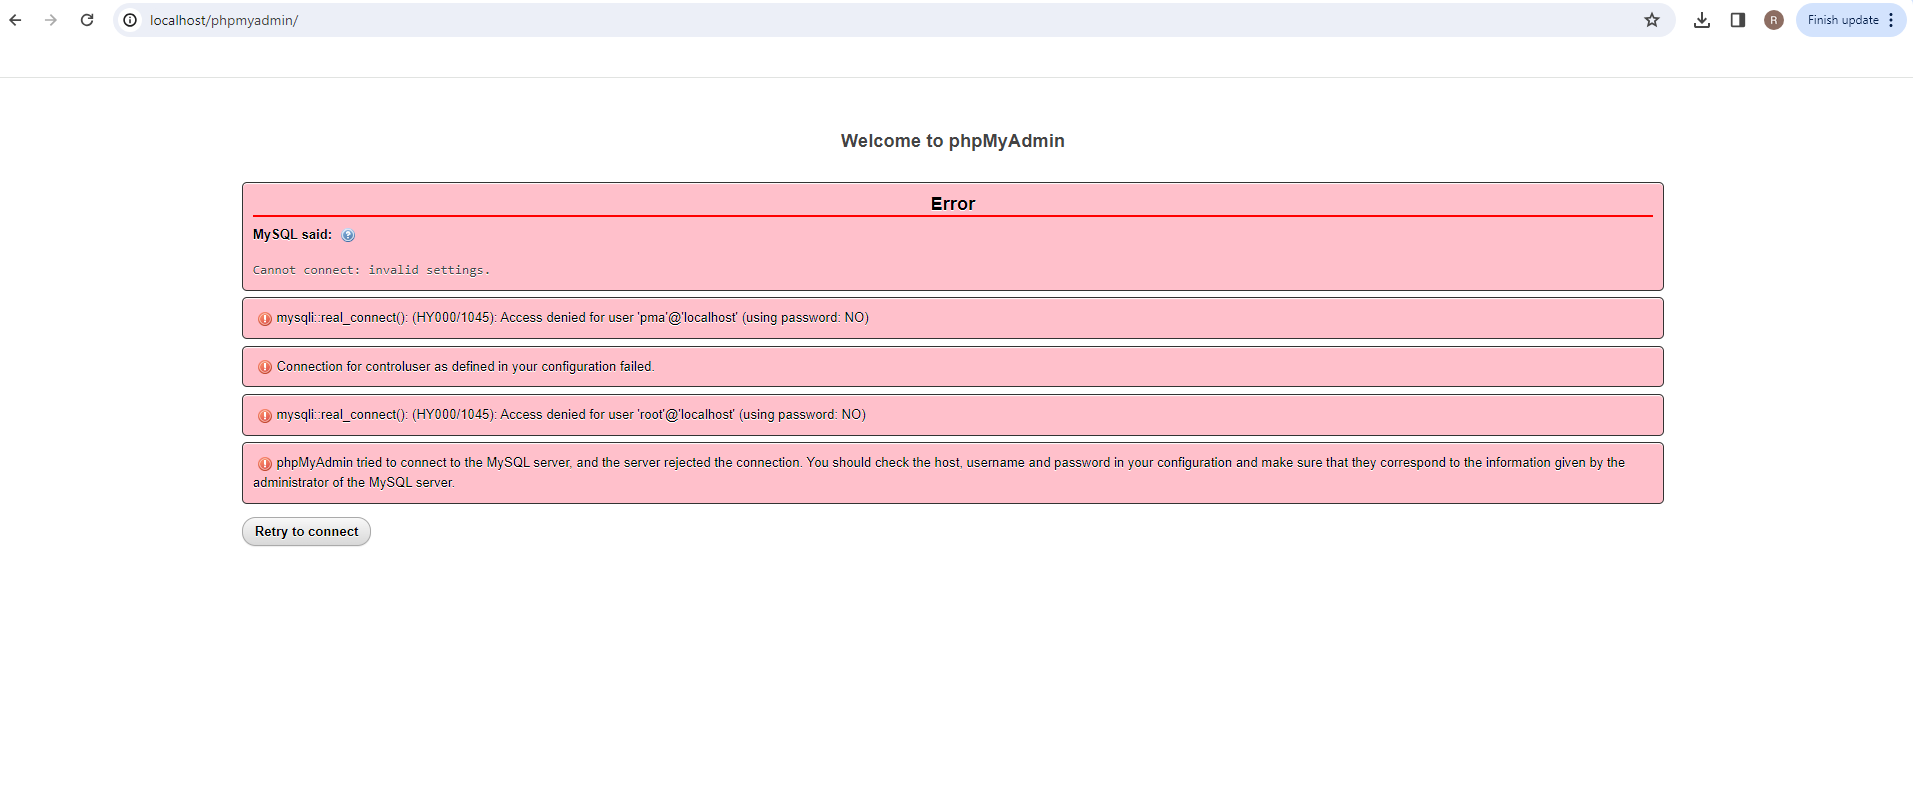 localhost/phpmyadmin/
R
Finish update
Welcome to phpMyAdmin
Error
MySQL said:
Cannot connect: invalid settings.
mysqli::real_connect(): (HY000/1045): Access denied for user 'pma'@'localhost' (using password: NO)
Connection for controluser as defined in your configuration failed.
mysqli::real_connect(): (HY000/1045): Access denied for user 'root'@'localhost' (using password: NO)
phpMyAdmin tried to connect to the MySQL server, and the server rejected the connection. You should check the host, username and password in your configuration and make sure that they correspond to the information given by the
administrator of the MySQL server.
Retry to connect